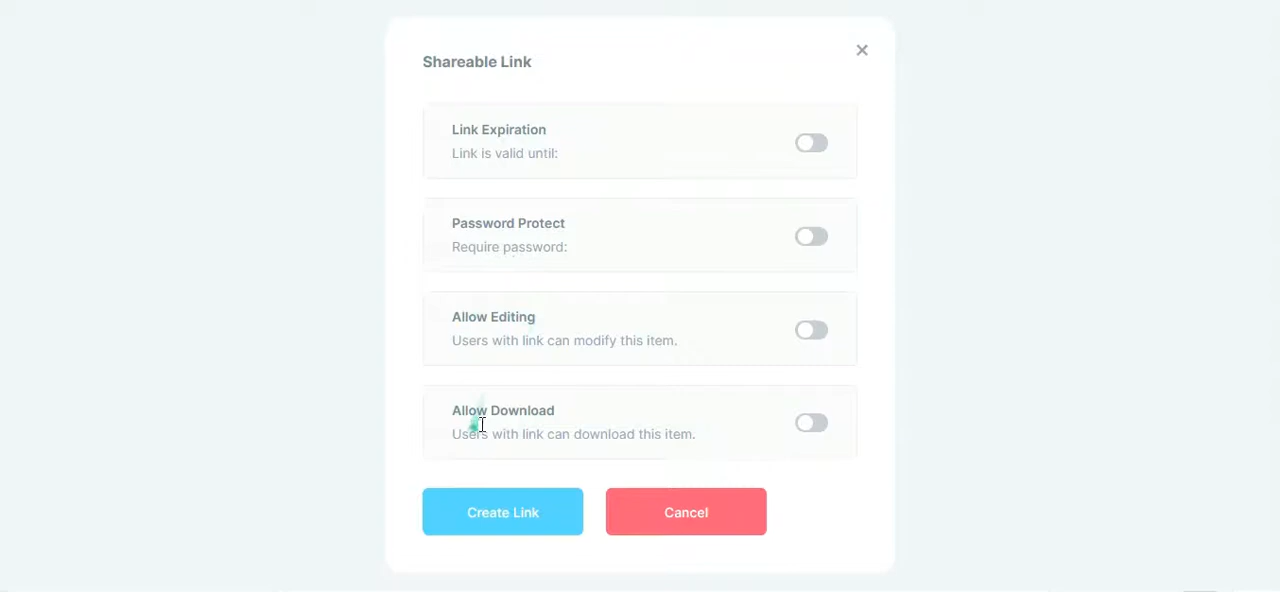 Shareable Link
Link Expiration
Link is valid until:
Password Protect
Require password:
Allow Editing
Users with link can modify this item.
Allow Download
Users with link can download this item.
Create Link
Cancel